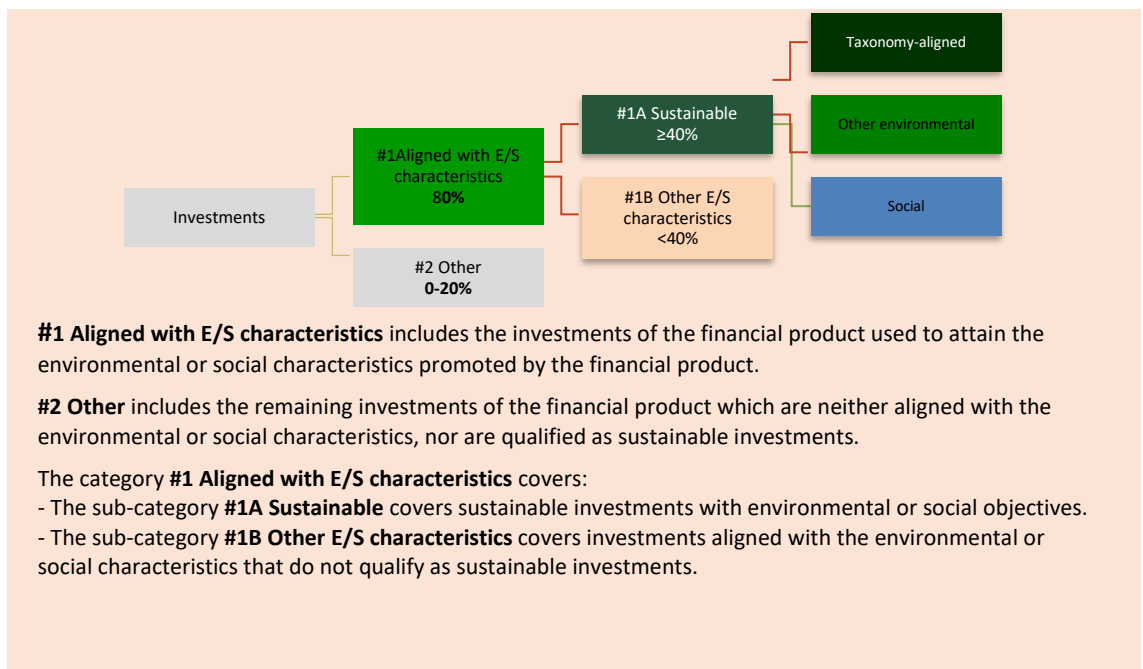 Taxonomy-aligned
#1A Sustainable
≥40%
Other environmental
#1Aligned with E/S
characteristics
80%
#1B Other E/S
characteristics
<40%
Social
Investments
#2 Other
0-20%
#1 Aligned with E/S characteristics includes the investments of the financial product used to attain the
environmental or social characteristics promoted by the financial product.
#2 Other includes the remaining investments of the financial product which are neither aligned with the
environmental or social characteristics, nor are qualified as sustainable investments.
The category #1 Aligned with E/S characteristics covers:
- The sub-category #1A Sustainable covers sustainable investments with environmental or social objectives.
- The sub-category #1B Other E/S characteristics covers investments aligned with the environmental or
social characteristics that do not qualify as sustainable investments.